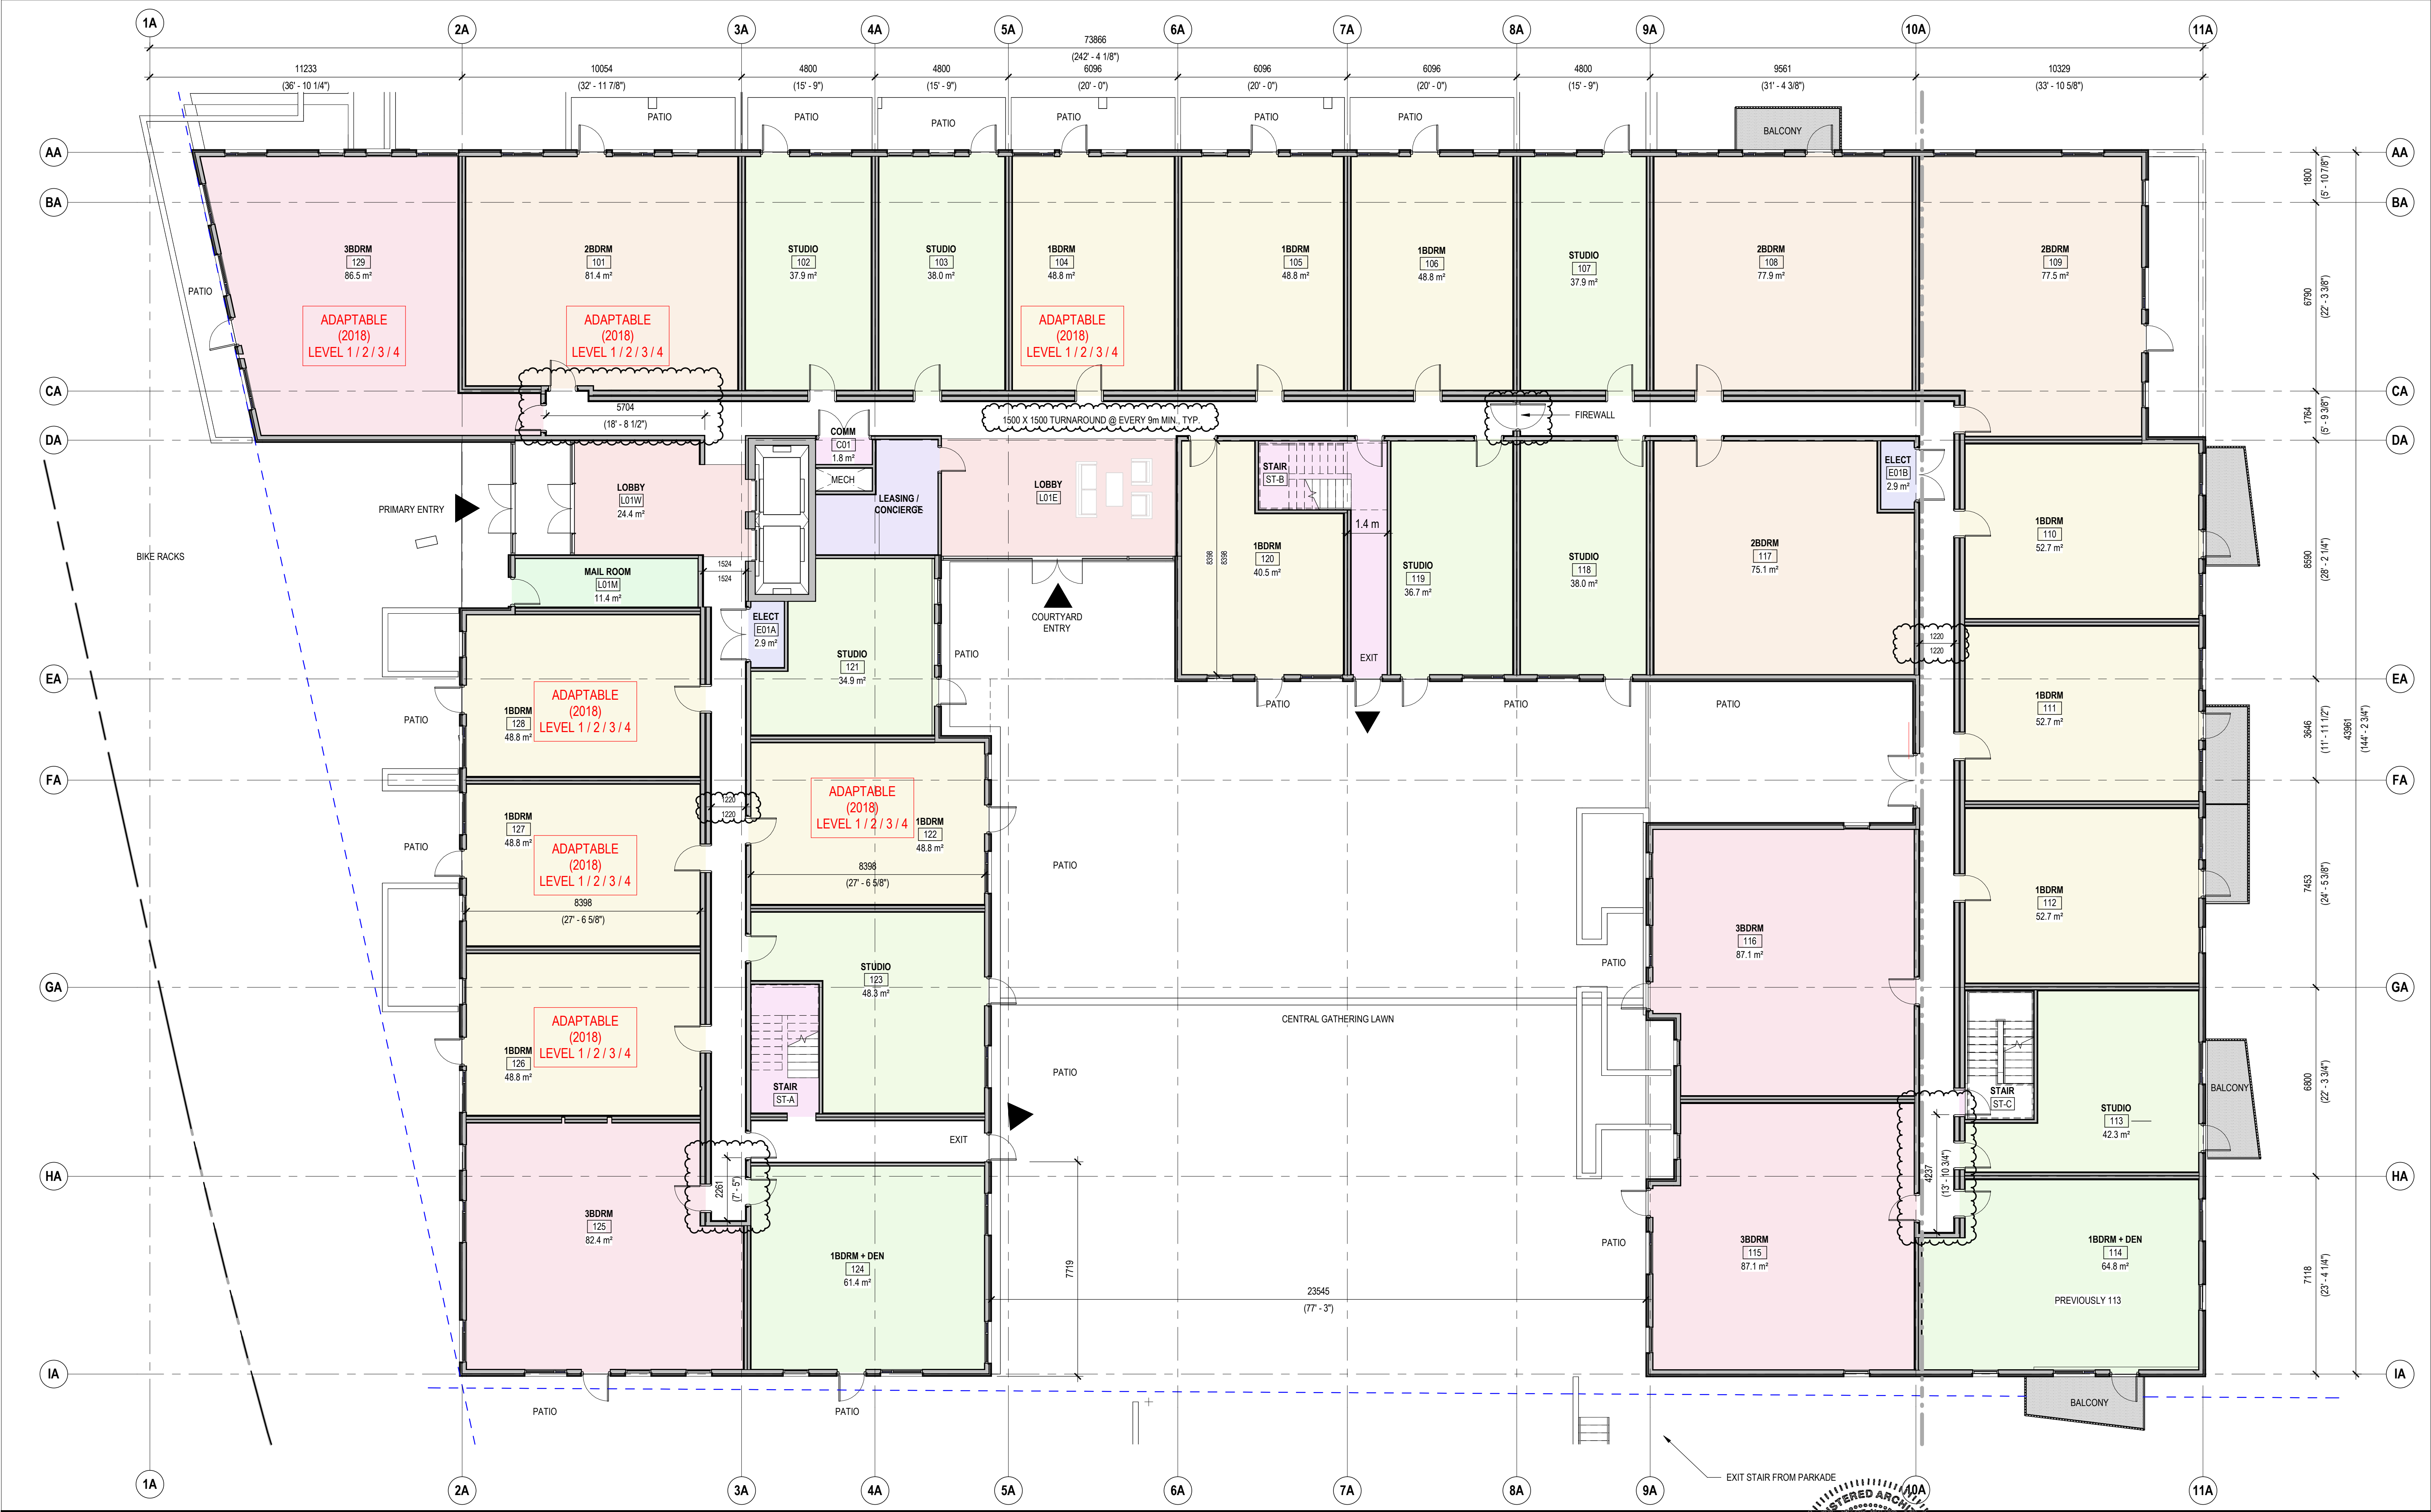 1A
2A
3A
4A
5A
6A
7A
8A
9A
10A
11A
73866
(242' - 4 1/8")
11233
(36' - 10 1/4")
10054
(32' - 11 7/8")
4800
(15' - 9")
4800
(15' - 9")
6096
(20' - 0")
6096
(20' - 0")
6096
(20' - 0")
4800
(15' - 9")
9561
(31' - 4 3/8")
10329
(33' - 10 5/8")
PATIO
PATIO
PATIO
PATIO
PATIO
PATIO
BALCONY
AA
AA
BA
BA
1800
(5' - 10 7/8")
3BDRM
129
86.5 m²
2BDRM
101
81.4 m²
STUDIO
102
37.9 m²
STUDIO
103
38.0 m²
1BDRM
104
48.8 m²
1BDRM
105
48.8 m²
1BDRM
106
48.8 m²
STUDIO
107
37.9 m²
2BDRM
108
77.9 m²
2BDRM
109
77.5 m²
PATIO
6790
(22' - 3 3/8")
ADAPTABLE
(2018)
LEVEL 1 / 2 / 3 / 4
ADAPTABLE
(2018)
LEVEL 1 / 2 / 3 / 4
ADAPTABLE
(2018)
LEVEL 1 / 2 / 3 / 4
CA
CA
5704
(18' - 8 1/2")
1500 X 1500 TURNAROUND @ EVERY 9m MIN., TYP.
FIREWALL
1764
(5' - 9 3/8")
DA
DA
COMM
C01
1.8 m²
MECH
LEASING /
CONCIERGE
LOBBY
L01W
24.4 m²
LOBBY
L01E
STAIR
ST-B
ELECT
E01B
2.9 m²
PRIMARY ENTRY
BIKE RACKS
1.4 m
1BDRM
120
40.5 m²
8398
8398
STUDIO
119
36.7 m²
STUDIO
118
38.0 m²
2BDRM
117
75.1 m²
1BDRM
110
52.7 m²
8590
(28' - 2 1/4")
MAIL ROOM
L01M
11.4 m²
1524
1524
ELECT
E01A
2.9 m²
COURTYARD
ENTRY
STUDIO
121
34.9 m²
PATIO
EXIT
1220
1220
EA
EA
PATIO
PATIO
PATIO
1BDRM
111
52.7 m²
3646
(11' - 11 1/2")
43961
(144' - 2 3/4")
ADAPTABLE
(2018)
LEVEL 1 / 2 / 3 / 4
1BDRM
128
48.8 m²
PATIO
FA
FA
1220
1220
ADAPTABLE
(2018)
LEVEL 1 / 2 / 3 / 4
1BDRM
122
48.8 m²
8398
(27' - 6 5/8")
1BDRM
127
48.8 m²
ADAPTABLE
(2018)
LEVEL 1 / 2 / 3 / 4
8398
(27' - 6 5/8")
PATIO
PATIO
1BDRM
112
52.7 m²
7453
(24' - 5 3/8")
3BDRM
116
87.1 m²
PATIO
GA
GA
STUDIO
123
48.3 m²
CENTRAL GATHERING LAWN
ADAPTABLE
(2018)
LEVEL 1 / 2 / 3 / 4
1BDRM
126
48.8 m²
STAIR
ST-A
PATIO
STAIR
ST-C
STUDIO
113
42.3 m²
BALCONY
6800
(22' - 3 3/4")
EXIT
HA
HA
2261
(7' - 5")
4237
(13' - 10 3/4")
3BDRM
125
82.4 m²
1BDRM + DEN
124
61.4 m²
7719
23545
(77' - 3")
PATIO
3BDRM
115
87.1 m²
1BDRM + DEN
114
64.8 m²
PREVIOUSLY 113
7118
(23' - 4 1/4")
IA
IA
PATIO
PATIO
BALCONY
EXIT STAIR FROM PARKADE
1A
2A
3A
4A
5A
6A
7A
8A
9A
10A
11A